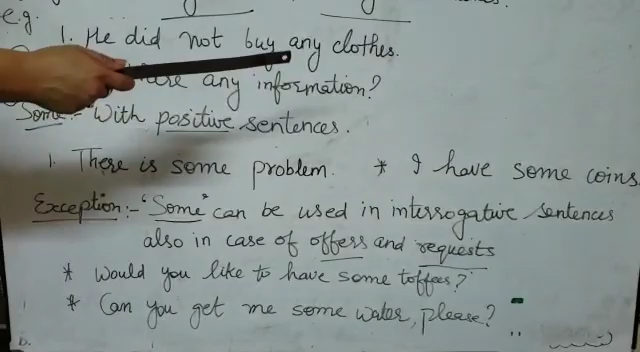 e.g.
1. He did not buy any clothes.
any information?
Some:- With positive sentences.
1. There is some problem. * I have some coins
Exception:- "Some" can be used in interrogative sentences
also in case of offers and requests
* Would you like to have some toffees?
* Can you get me some water, please?